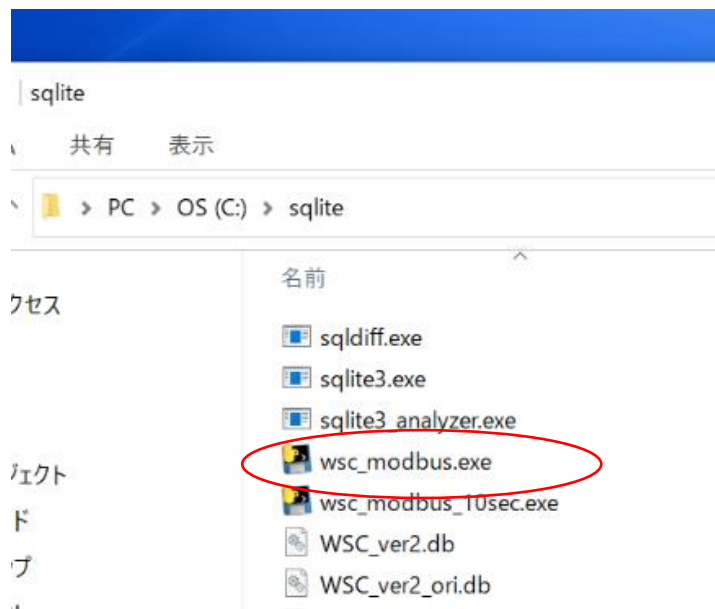 sqlite
共有 表示
PC > OS (C:) > sqlite
名前
クセス
sqldiff.exe
sqlite3.exe
sqlite3_analyzer.exe
ジェクト
wsc_modbus.exe
ド
wsc_modbus_10sec.exe
WSC_ver2.db
プ
WSC_ver2_ori.db